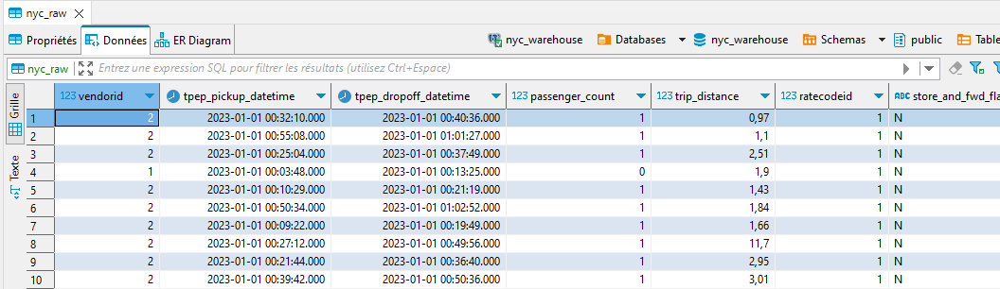 nyc_raw
Propriétés Données ER Diagram nyc_warehouse Databases nyc_warehouse Schemas public Table
nyc_raw Entrez une expression SQL pour filtrer les résultats (utilisez Ctrl+Espace)
Grille
Texte
123 vendorid tpep_pickup_datetime tpep_dropoff_datetime 123 passenger_count 123 trip_distance 123 ratecodeid ABC store_and_fwd_fla
1 2 2023-01-01 00:32:10.000 2023-01-01 00:40:36.000 1 0,97 1 N
2 2 2023-01-01 00:55:08.000 2023-01-01 01:01:27.000 1 1,1 1 N
3 2 2023-01-01 00:25:04.000 2023-01-01 00:37:49.000 1 2,51 1 N
4 1 2023-01-01 00:03:48.000 2023-01-01 00:13:25.000 0 1,9 1 N
5 2 2023-01-01 00:10:29.000 2023-01-01 00:21:19.000 1 1,43 1 N
6 2 2023-01-01 00:50:34.000 2023-01-01 01:02:52.000 1 1,84 1 N
7 2 2023-01-01 00:09:22.000 2023-01-01 00:19:49.000 1 1,66 1 N
8 2 2023-01-01 00:27:12.000 2023-01-01 00:49:56.000 1 11,7 1 N
9 2 2023-01-01 00:21:44.000 2023-01-01 00:36:40.000 1 2,95 1 N
10 2 2023-01-01 00:39:42.000 2023-01-01 00:50:36.000 1 3,01 1 N